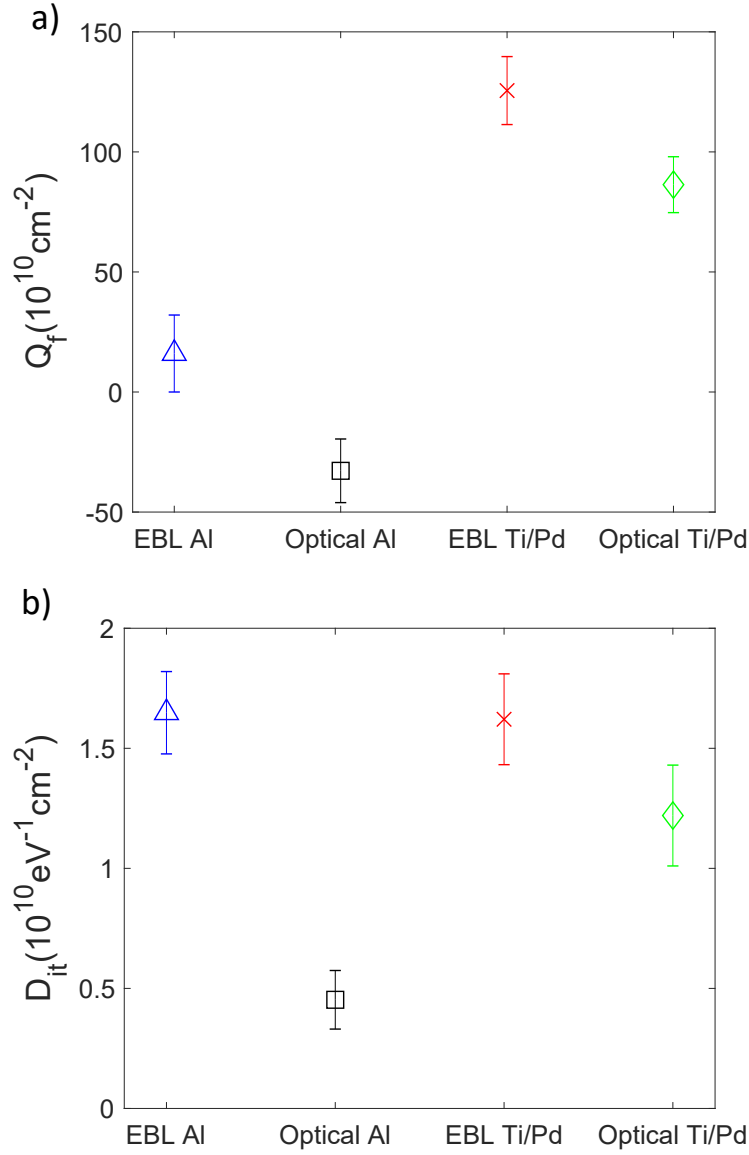 a)
150
100
50
0
-50
Q_f(10^10cm^-2)
EBL Al Optical Al EBL Ti/Pd Optical Ti/Pd
b)
2
1.5
1
0.5
0
D_it(10^10eV^-1cm^-2)
EBL Al Optical Al EBL Ti/Pd Optical Ti/Pd